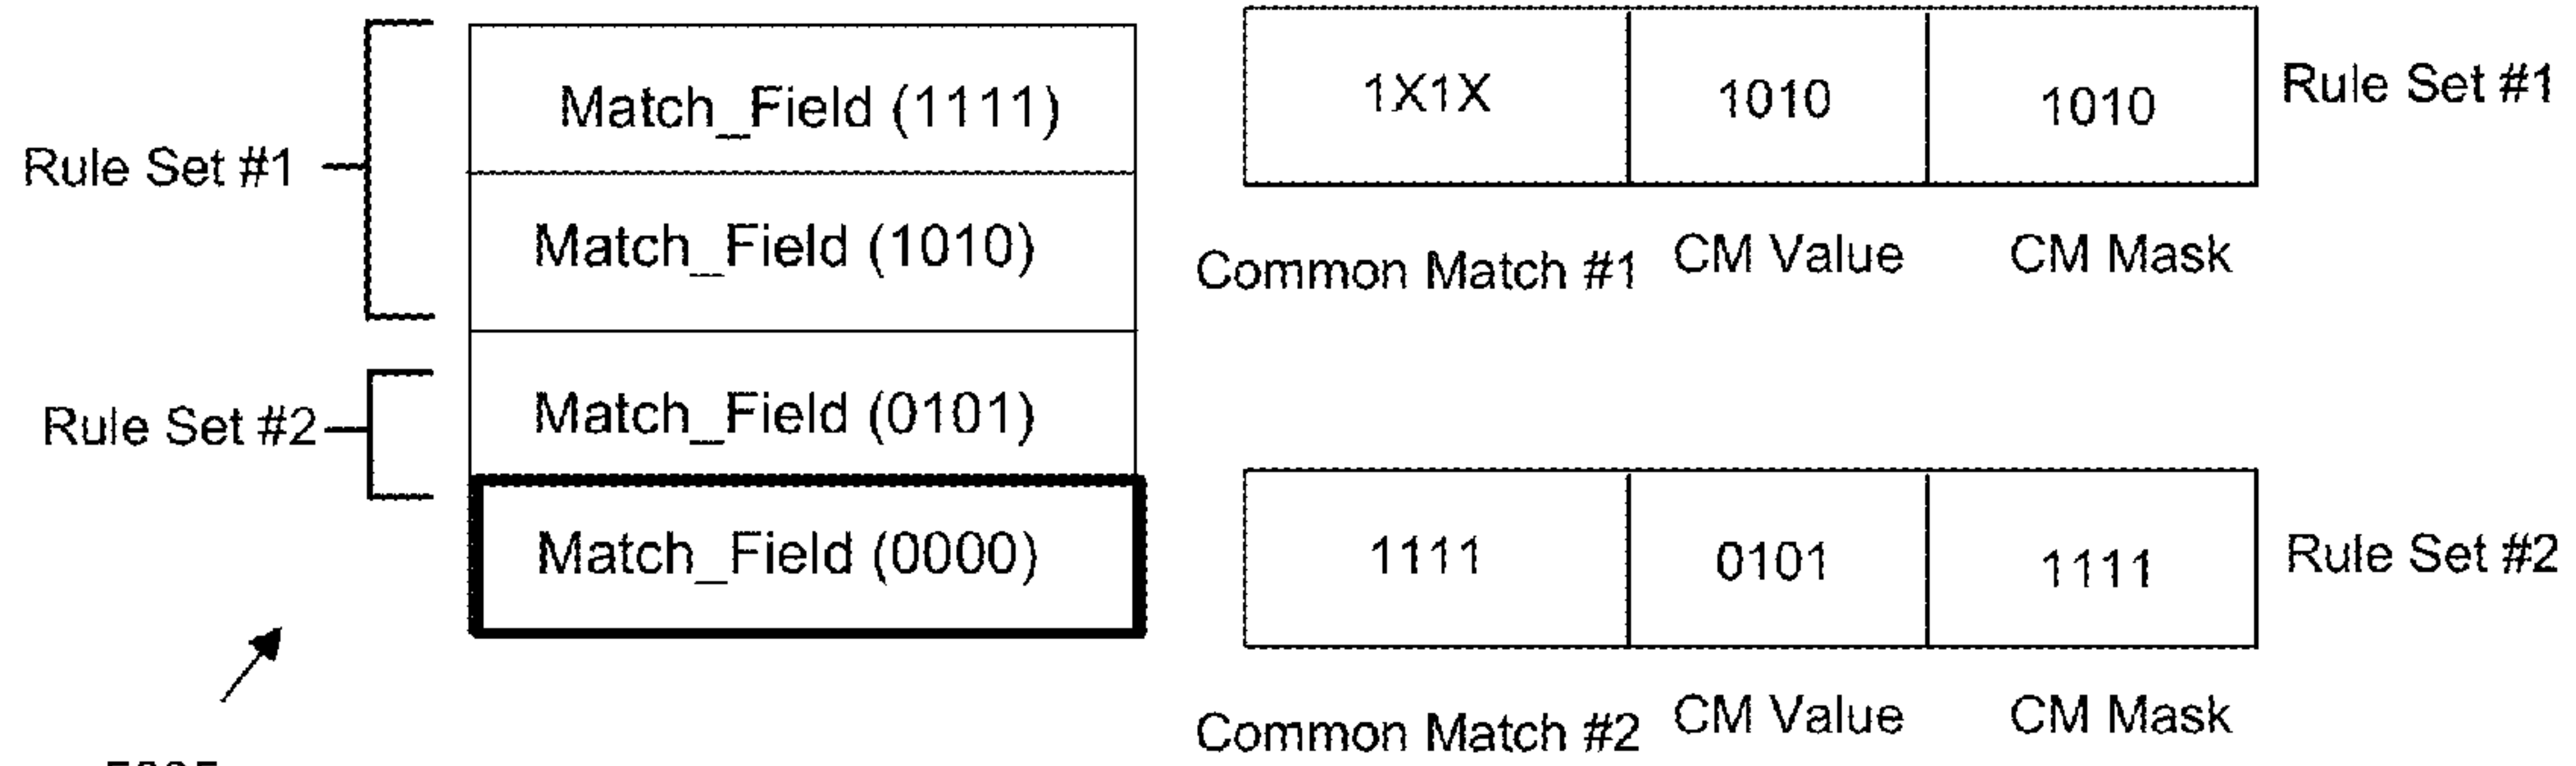 Rule Set #1
Match_Field (1111)
Match_Field (1010)
Rule Set #2
Match_Field (0101)
Match_Field (0000)
1X1X 1010 1010 Rule Set #1
Common Match #1 CM Value CM Mask
1111 0101 1111 Rule Set #2
Common Match #2 CM Value CM Mask